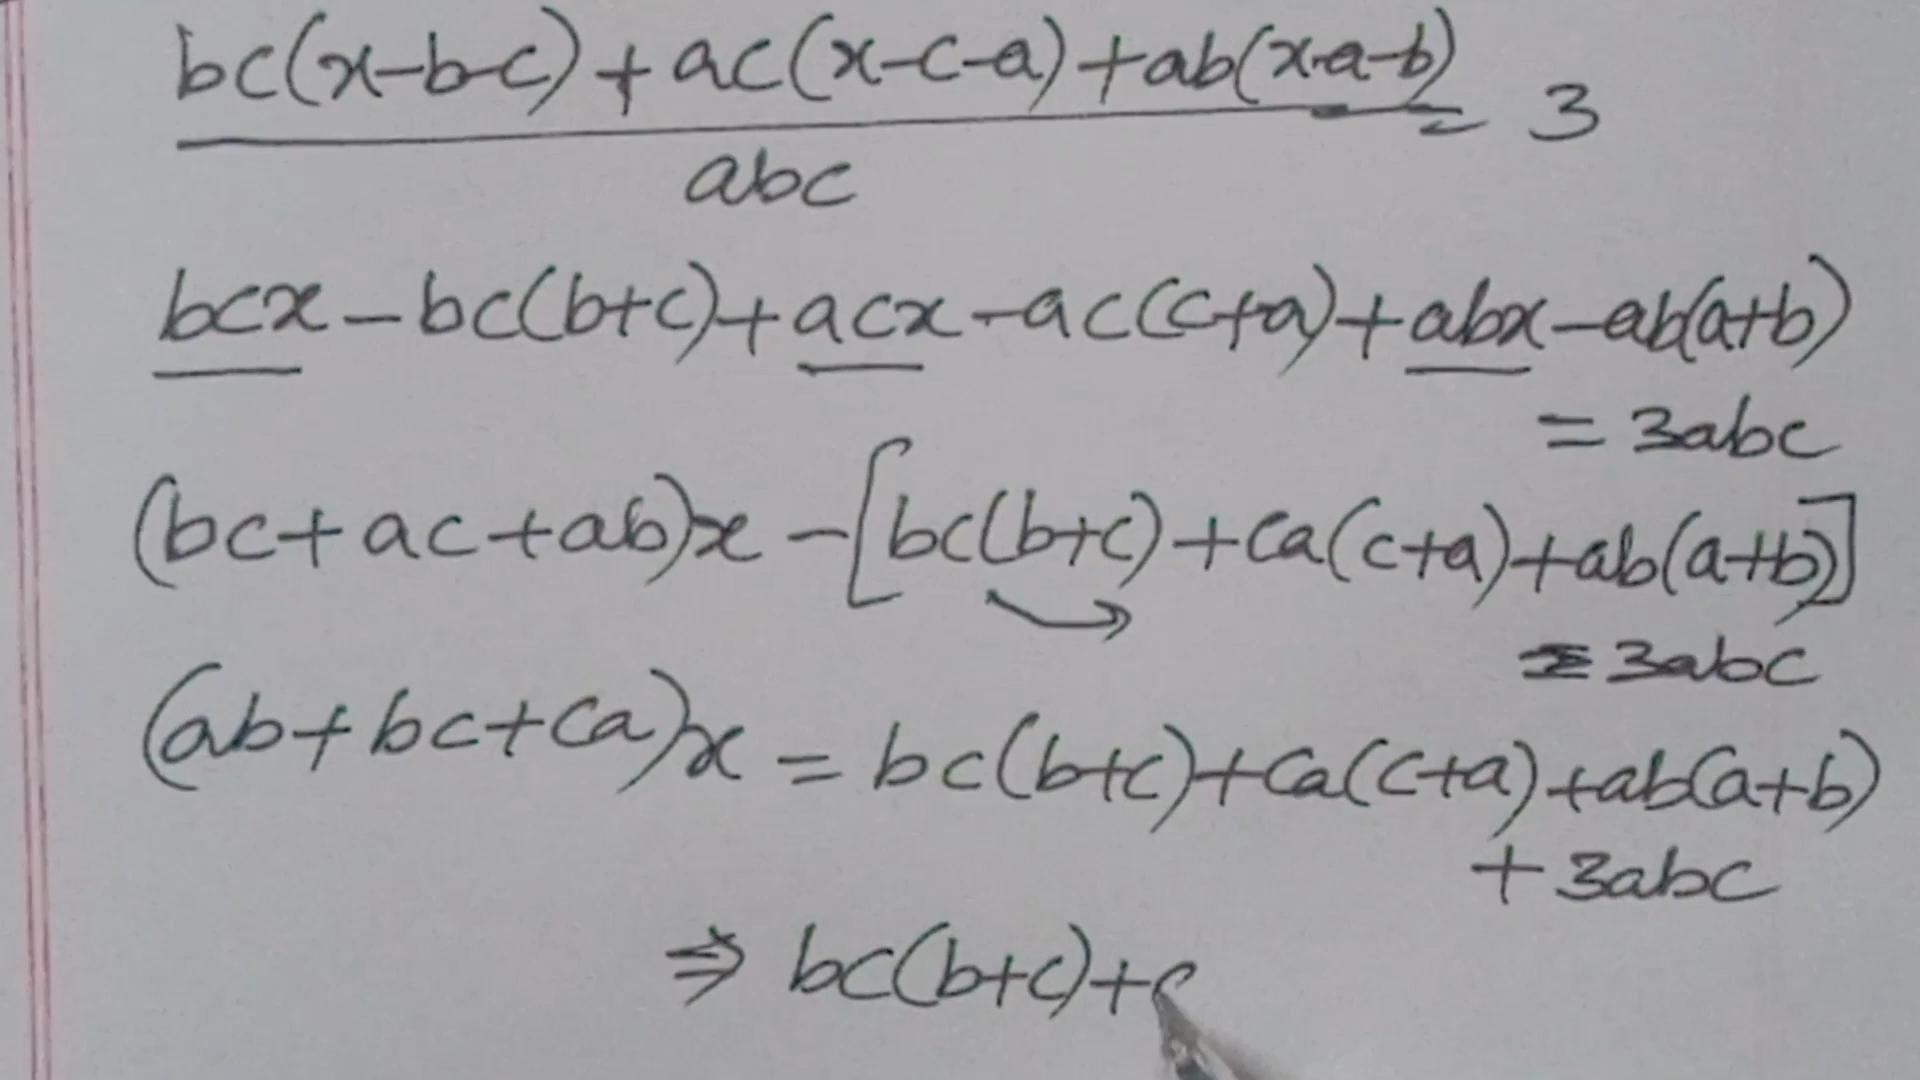 bc(x-b-c)+ac(x-c-a)+ab(x-a-b) = 3
abc
bcx-bc(b+c)+acx-ac(c+a)+abx-ab(a+b)
= 3abc
(bc+ac+ab)x-[bc(b+c)+ca(c+a)+ab(a+b)]
= 3abc
(ab+bc+ca)x = bc(b+c)+ca(c+a)+ab(a+b)
+ 3abc
⇒ bc(b+c)+c